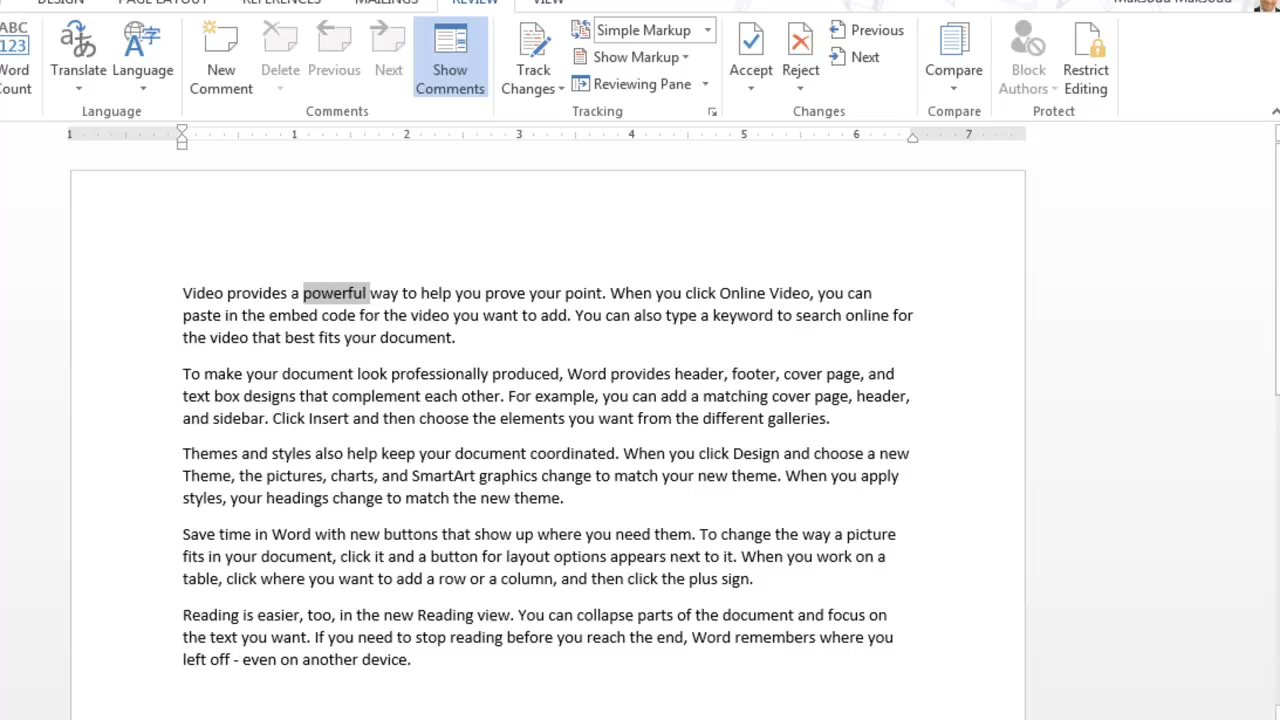 DESIGN PAGE LAYOUT REFERENCES MAILINGS REVIEW VIEW Maksoud Maksoud
ABC
123
Word
Count
Translate
Language
Language
New
Comment
Delete
Previous
Next
Show
Comments
Comments
Track
Changes
Simple Markup
Show Markup
Reviewing Pane
Tracking
Accept
Reject
Previous
Next
Changes
Compare
Compare
Block
Authors
Restrict
Editing
Protect
1 1 2 3 4 5 6 7
Video provides a powerful way to help you prove your point. When you click Online Video, you can
paste in the embed code for the video you want to add. You can also type a keyword to search online for
the video that best fits your document.
To make your document look professionally produced, Word provides header, footer, cover page, and
text box designs that complement each other. For example, you can add a matching cover page, header,
and sidebar. Click Insert and then choose the elements you want from the different galleries.
Themes and styles also help keep your document coordinated. When you click Design and choose a new
Theme, the pictures, charts, and SmartArt graphics change to match your new theme. When you apply
styles, your headings change to match the new theme.
Save time in Word with new buttons that show up where you need them. To change the way a picture
fits in your document, click it and a button for layout options appears next to it. When you work on a
table, click where you want to add a row or a column, and then click the plus sign.
Reading is easier, too, in the new Reading view. You can collapse parts of the document and focus on
the text you want. If you need to stop reading before you reach the end, Word remembers where you
left off - even on another device.